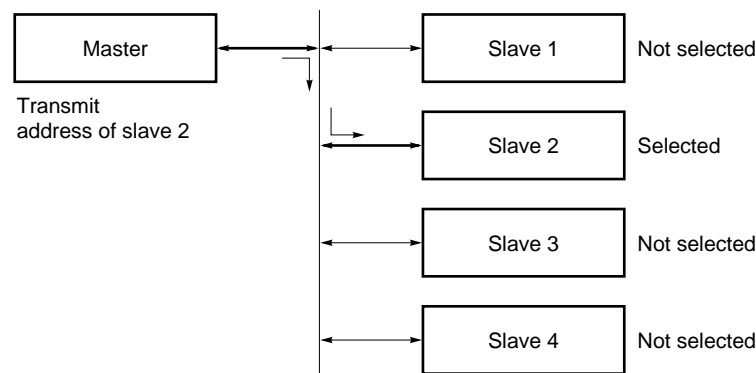 Master
Slave 1
Not selected
Transmit
address of slave 2
Slave 2
Selected
Slave 3
Not selected
Slave 4
Not selected